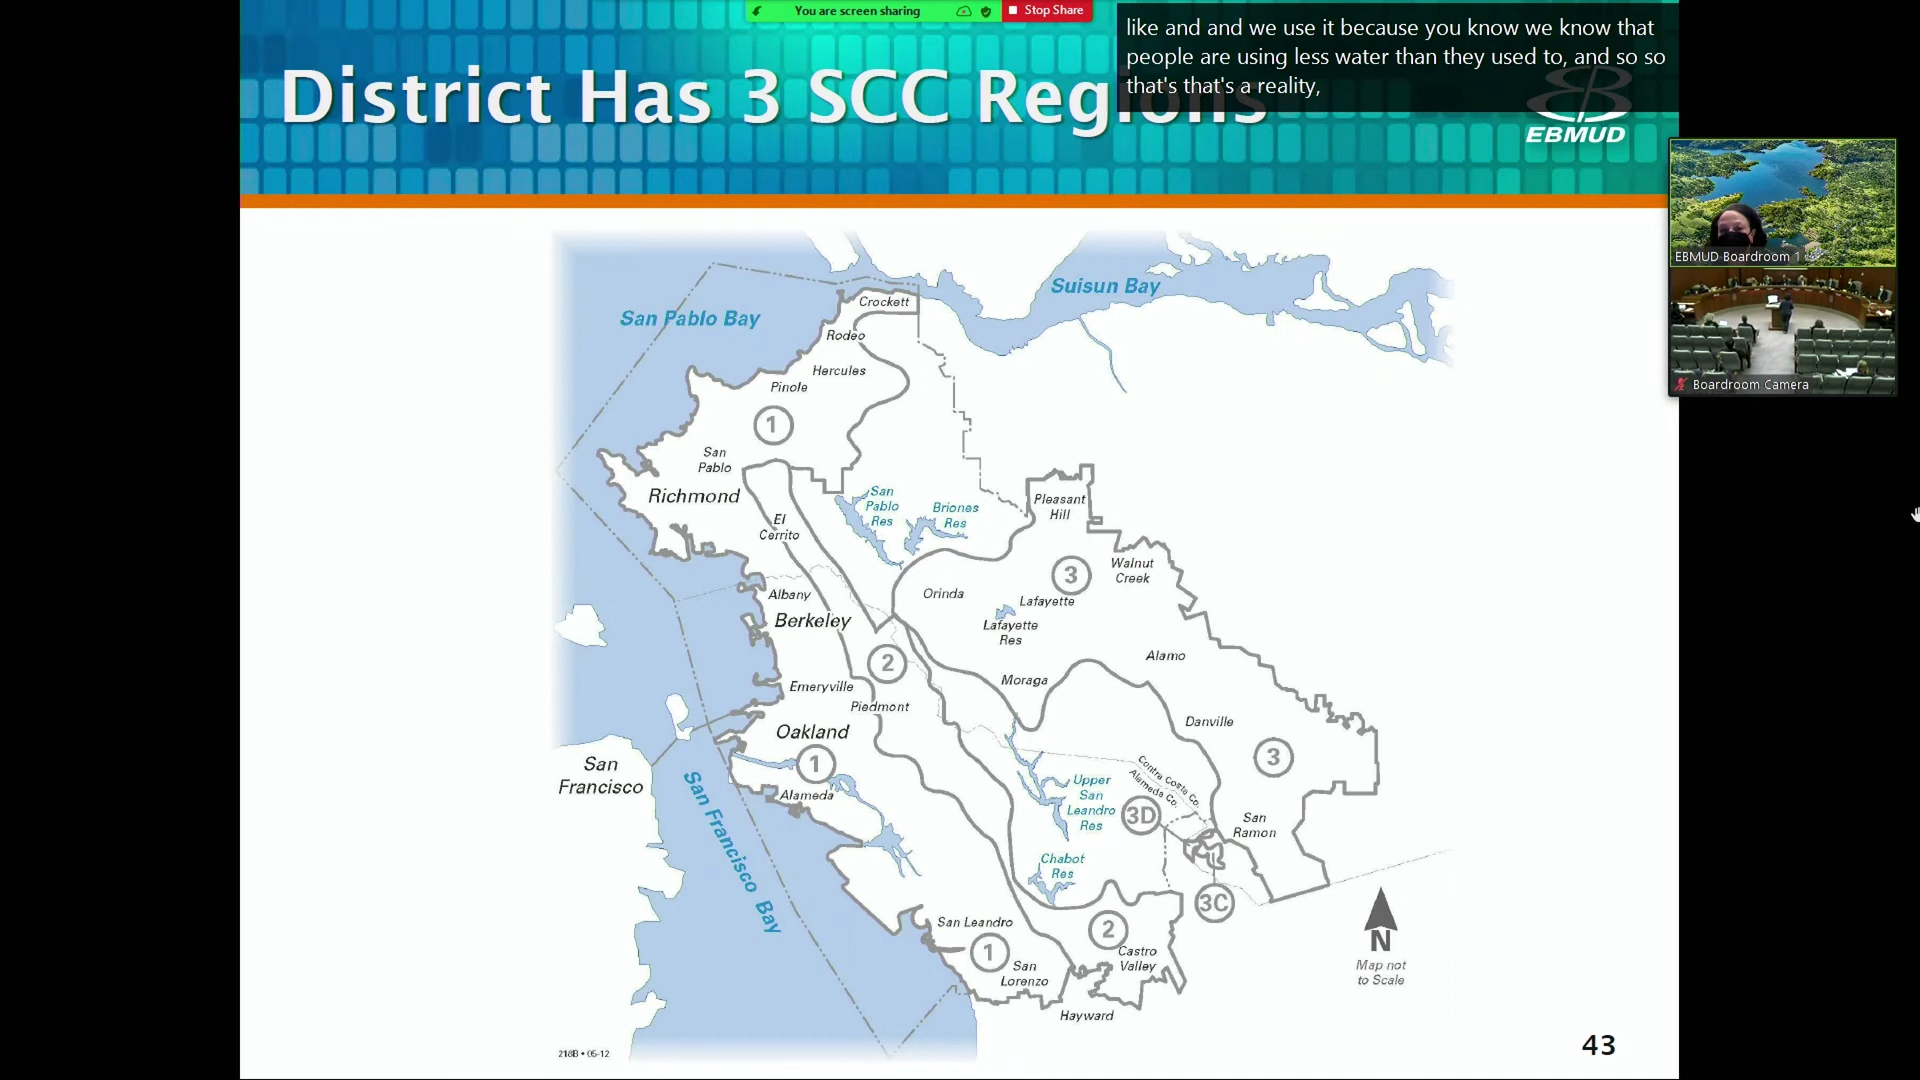 You are screen sharing
Stop Share
like and and we use it because you know we know that
people are using less water than they used to, and so so
that's that's a reality,
District Has 3 SCC Regions
EBMUD
EBMUD Boardroom 1
Boardroom Camera
Suisun Bay
San Pablo Bay
Crockett
Rodeo
Hercules
Pinole
1
San
Pablo
Richmond
El
Cerrito
San
Pablo
Res
Briones
Res
Pleasant
Hill
Walnut
Creek
3
Orinda
Lafayette
Lafayette
Res
Albany
Berkeley
2
Alamo
Moraga
Emeryville
Piedmont
Danville
Oakland
3
1
San
Francisco
Alameda
San Francisco Bay
Contra Costa Co.
Alameda Co.
Upper
San
Leandro
Res
3D
San
Ramon
Chabot
Res
3C
San Leandro
2
1
Castro
Valley
San
Lorenzo
Hayward
N
Map not
to Scale
218B • 05-12
43